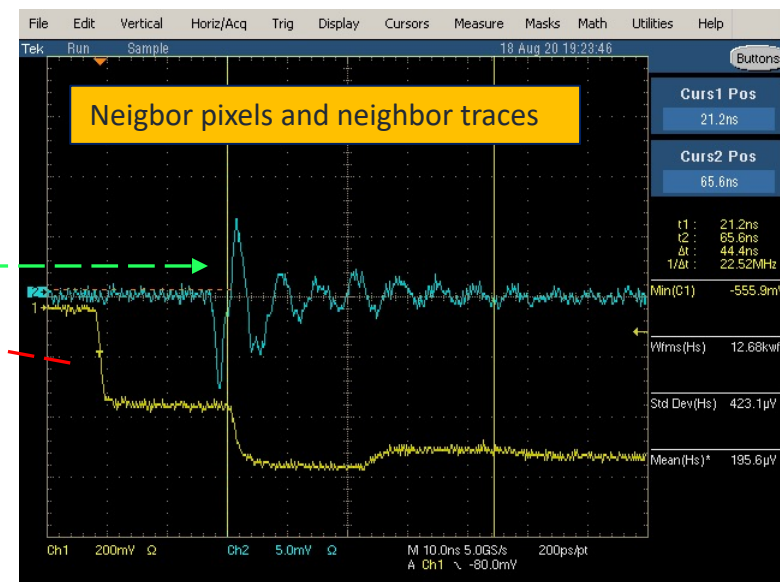 File Edit Vertical Horiz/Acq Trig Display Cursors Measure Masks Math Utilities Help
Tek Run Sample 18 Aug 20 19:23:46
Buttons
Neigbor pixels and neighbor traces
Curs1 Pos
21.2ns
Curs2 Pos
65.6ns
t1: 21.2ns
t2: 65.6ns
Δt: 44.4ns
1/Δt: 22.52MHz
Min(C1) -555.9m
Wfms(Hs) 12.68kwf
Std Dev(Hs) 423.1μV
Mean(Hs)* 195.6μV
1
Ch1 200mV Ω Ch2 5.0mV Ω M 10.0ns 5.0GS/s 200ps/pt
A Ch1 -80.0mV